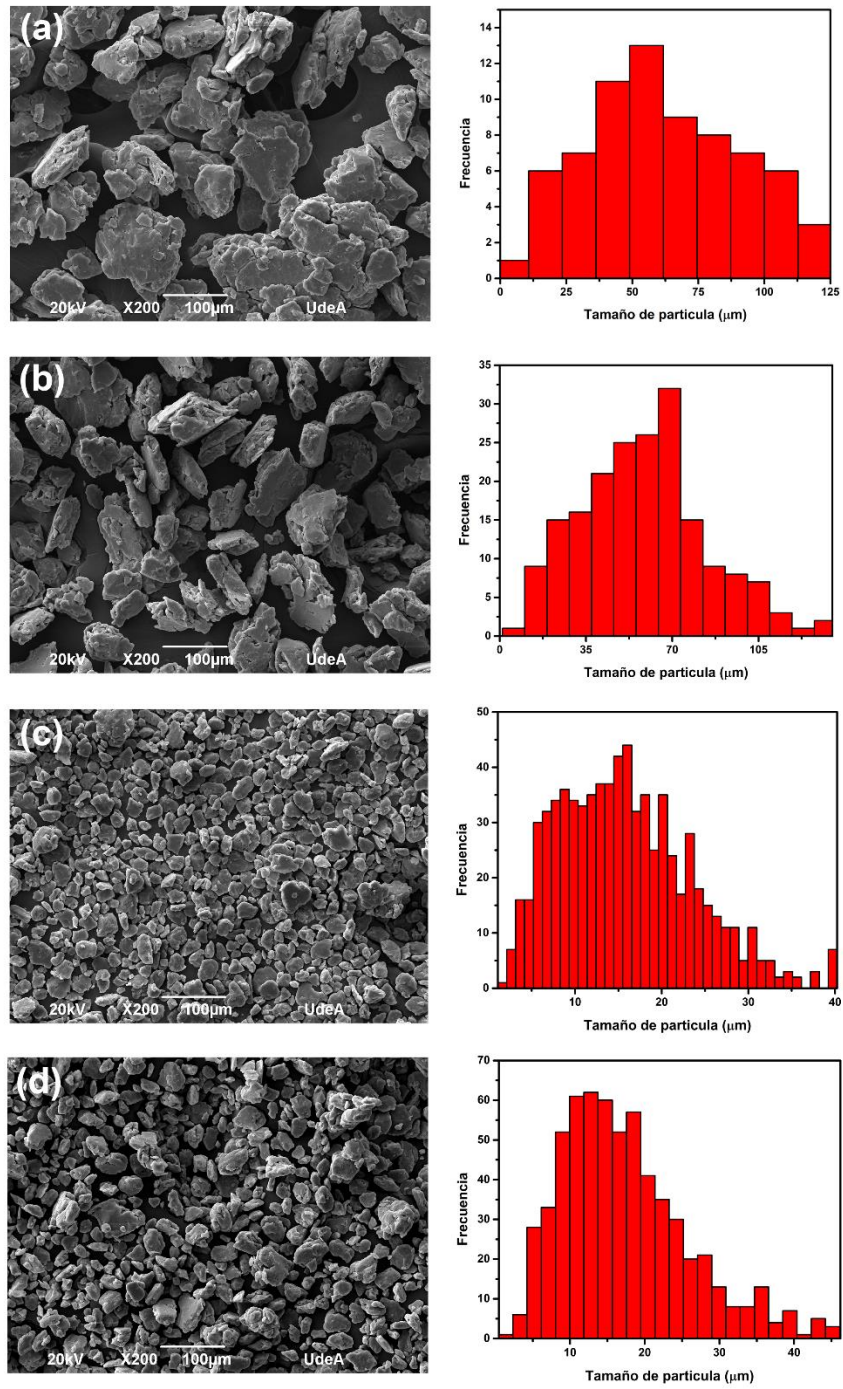 (a)
20kV X200 100µm UdeA
Frecuencia
14
12
10
8
6
4
2
0
0 25 50 75 100 125
Tamaño de particula (µm)
(b)
20kV X200 100µm UdeA
Frecuencia
35
30
25
20
15
10
5
0
0 35 70 105
Tamaño de particula (µm)
(c)
20kV X200 100µm UdeA
Frecuencia
50
40
30
20
10
0
10 20 30 40
Tamaño de particula (µm)
(d)
20kV X200 100µm UdeA
Frecuencia
70
60
50
40
30
20
10
0
10 20 30 40
Tamaño de particula (µm)